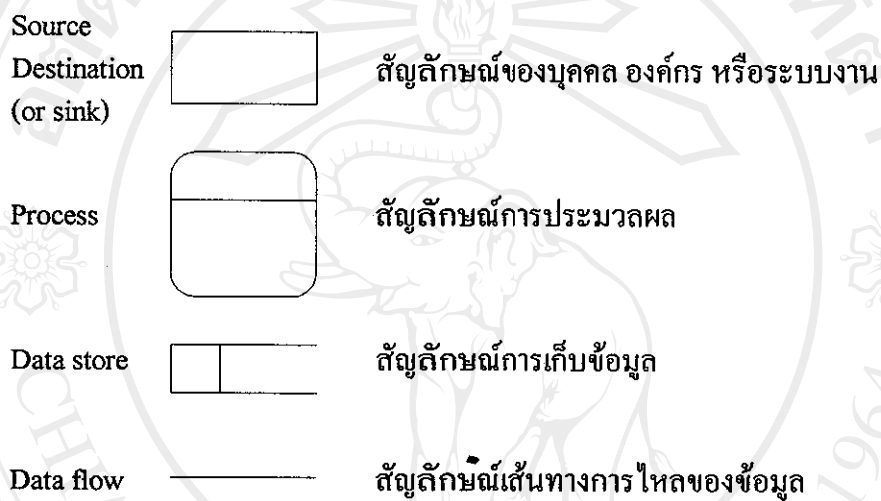 Source
Destination
(or sink)
สัญลักษณ์ของบุคคล องค์กร หรือระบบงาน
Process
สัญลักษณ์การประมวลผล
Data store
สัญลักษณ์การเก็บข้อมูล
Data flow
สัญลักษณ์เส้นทางการไหลของข้อมูล
1964